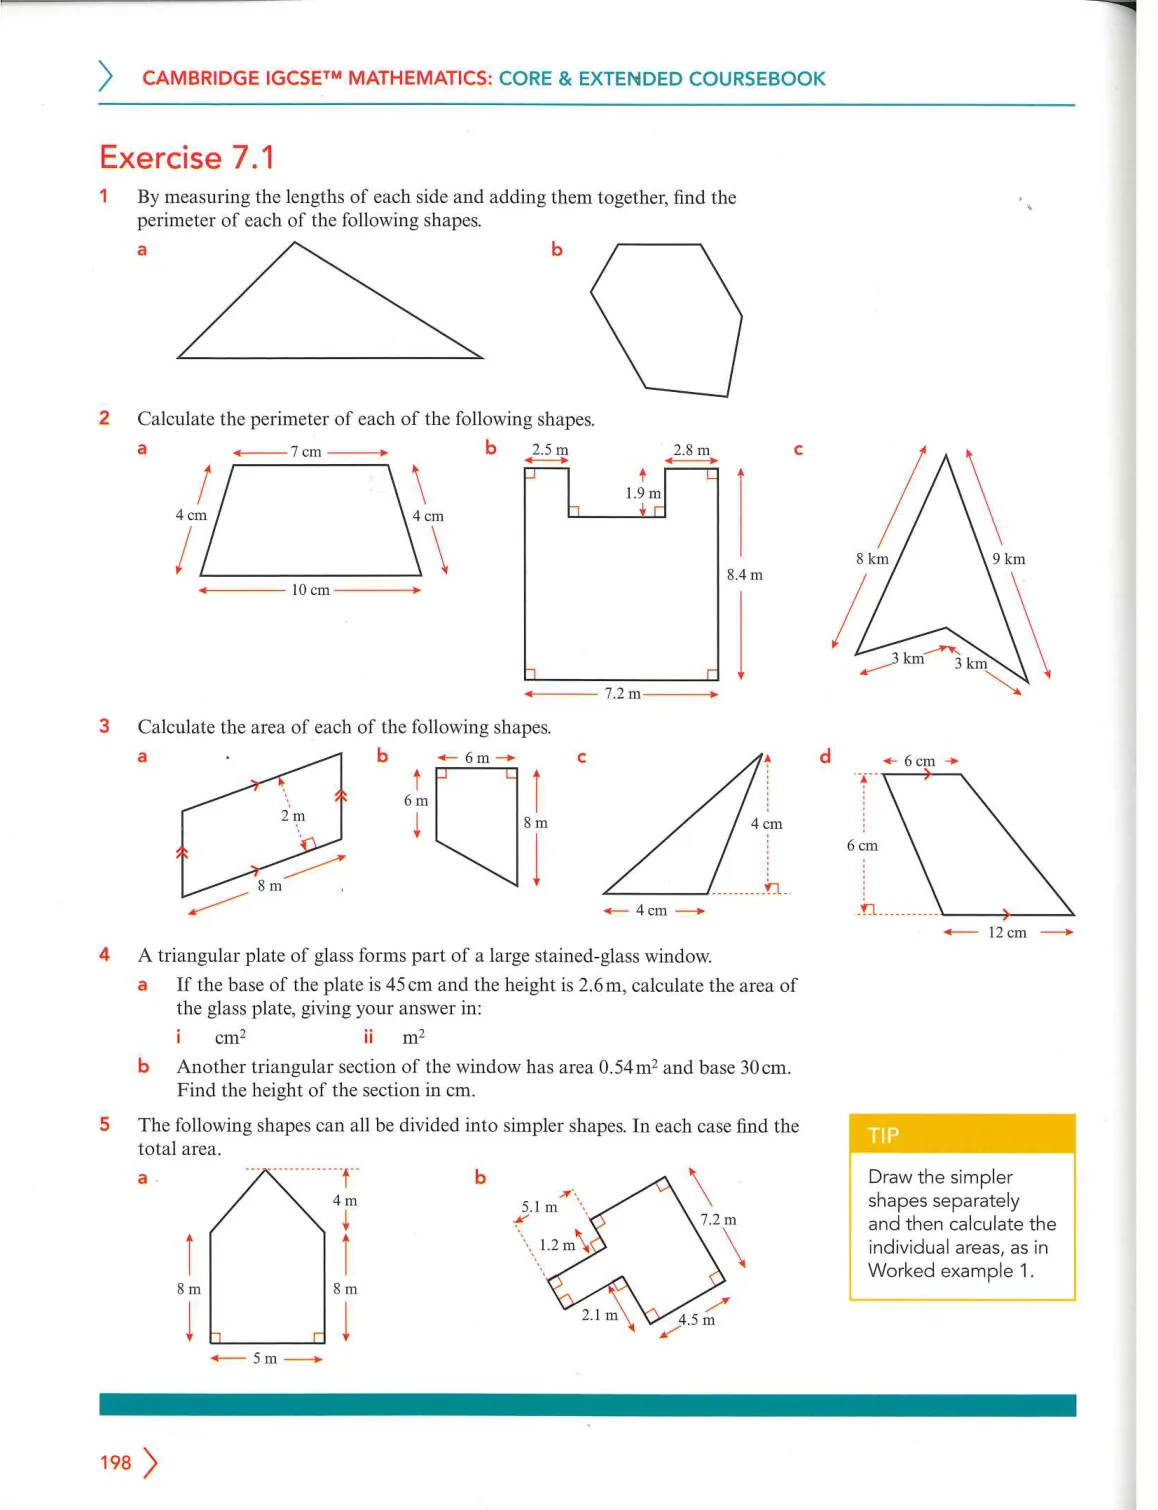 CAMBRIDGE IGCSE™ MATHEMATICS: CORE & EXTENDED COURSEBOOK
Exercise 7.1
1 By measuring the lengths of each side and adding them together, find the
perimeter of each of the following shapes.
a b
2 Calculate the perimeter of each of the following shapes.
a 7 cm b 2.5 m 2.8 m c
1.9 m
4 cm 4 cm
8 km 9 km
8.4 m
10 cm
3 km 3 km
7.2 m
3 Calculate the area of each of the following shapes.
a b 6 m c d 6 cm
6 m
2 m 8 m 4 cm
6 cm
8 m
4 cm
12 cm
4 A triangular plate of glass forms part of a large stained-glass window.
a If the base of the plate is 45 cm and the height is 2.6 m, calculate the area of
the glass plate, giving your answer in:
i cm² ii m²
b Another triangular section of the window has area 0.54 m² and base 30 cm.
Find the height of the section in cm.
5 The following shapes can all be divided into simpler shapes. In each case find the
total area.
a b
4 m
5.1 m
7.2 m
1.2 m
8 m 8 m
2.1 m
4.5 m
5 m
TIP
Draw the simpler
shapes separately
and then calculate the
individual areas, as in
Worked example 1.
198